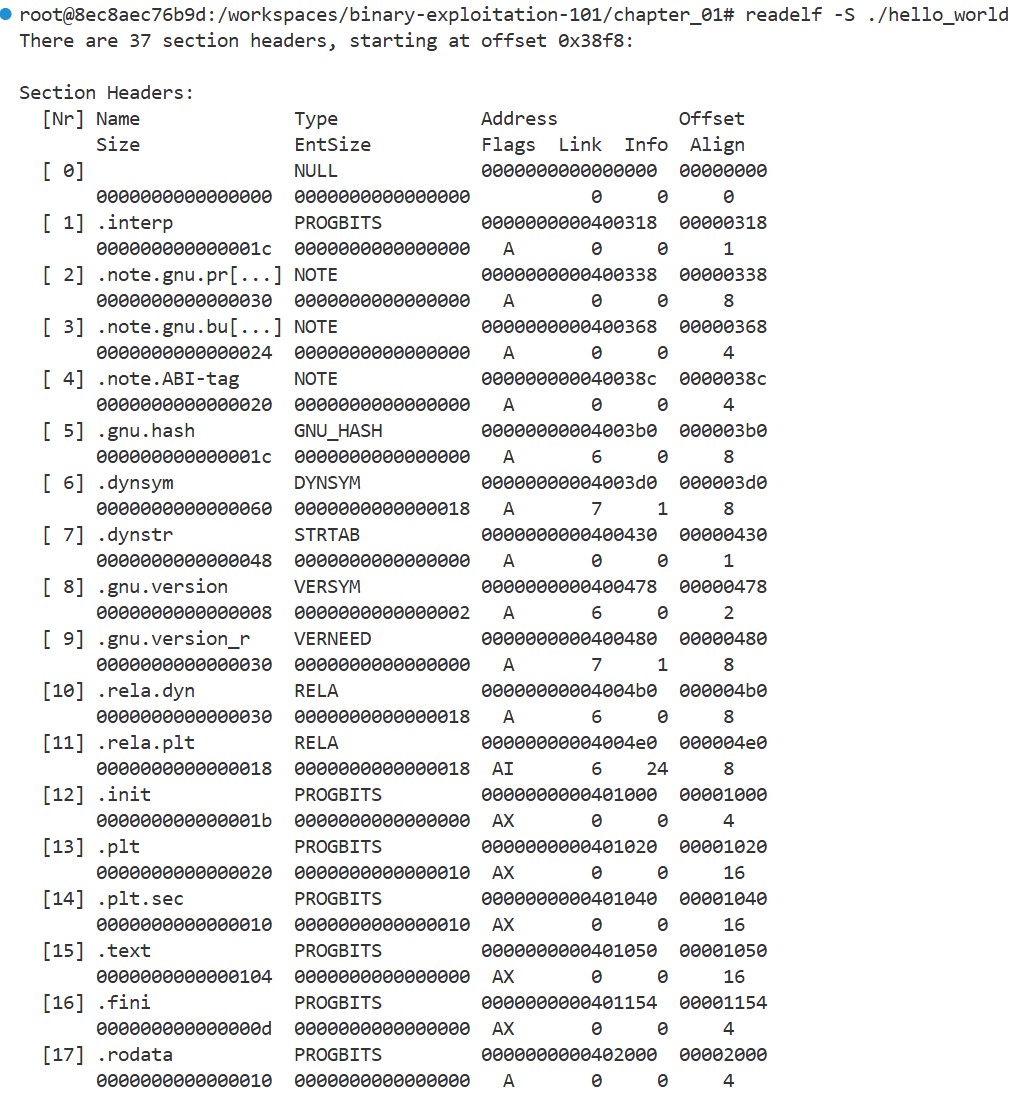 root@8ec8aec76b9d:/workspaces/binary-exploitation-101/chapter_01# readelf -S ./hello_world
There are 37 section headers, starting at offset 0x38f8:

Section Headers:
  [Nr] Name              Type             Address           Offset
       Size              EntSize          Flags  Link  Info  Align
  [ 0]                   NULL             0000000000000000  00000000
       0000000000000000  0000000000000000           0     0     0
  [ 1] .interp           PROGBITS         0000000000400318  00000318
       000000000000001c  0000000000000000   A       0     0     1
  [ 2] .note.gnu.pr[...] NOTE             0000000000400338  00000338
       0000000000000030  0000000000000000   A       0     0     8
  [ 3] .note.gnu.bu[...] NOTE             0000000000400368  00000368
       0000000000000024  0000000000000000   A       0     0     4
  [ 4] .note.ABI-tag     NOTE             000000000040038c  0000038c
       0000000000000020  0000000000000000   A       0     0     4
  [ 5] .gnu.hash         GNU_HASH         00000000004003b0  000003b0
       000000000000001c  0000000000000000   A       6     0     8
  [ 6] .dynsym           DYNSYM           00000000004003d0  000003d0
       0000000000000060  0000000000000018   A       7     1     8
  [ 7] .dynstr           STRTAB           0000000000400430  00000430
       0000000000000048  0000000000000000   A       0     0     1
  [ 8] .gnu.version      VERSYM           0000000000400478  00000478
       0000000000000008  0000000000000002   A       6     0     2
  [ 9] .gnu.version_r    VERNEED          0000000000400480  00000480
       0000000000000030  0000000000000000   A       7     1     8
  [10] .rela.dyn         RELA             00000000004004b0  000004b0
       0000000000000030  0000000000000018   A       6     0     8
  [11] .rela.plt         RELA             00000000004004e0  000004e0
       0000000000000018  0000000000000018  AI       6    24     8
  [12] .init             PROGBITS         0000000000401000  00001000
       000000000000001b  0000000000000000  AX       0     0     4
  [13] .plt              PROGBITS         0000000000401020  00001020
       0000000000000020  0000000000000010  AX       0     0     16
  [14] .plt.sec          PROGBITS         0000000000401040  00001040
       0000000000000010  0000000000000010  AX       0     0     16
  [15] .text             PROGBITS         0000000000401050  00001050
       0000000000000104  0000000000000000  AX       0     0     16
  [16] .fini             PROGBITS         0000000000401154  00001154
       000000000000000d  0000000000000000  AX       0     0     4
  [17] .rodata           PROGBITS         0000000000402000  00002000
       0000000000000010  0000000000000000   A       0     0     4